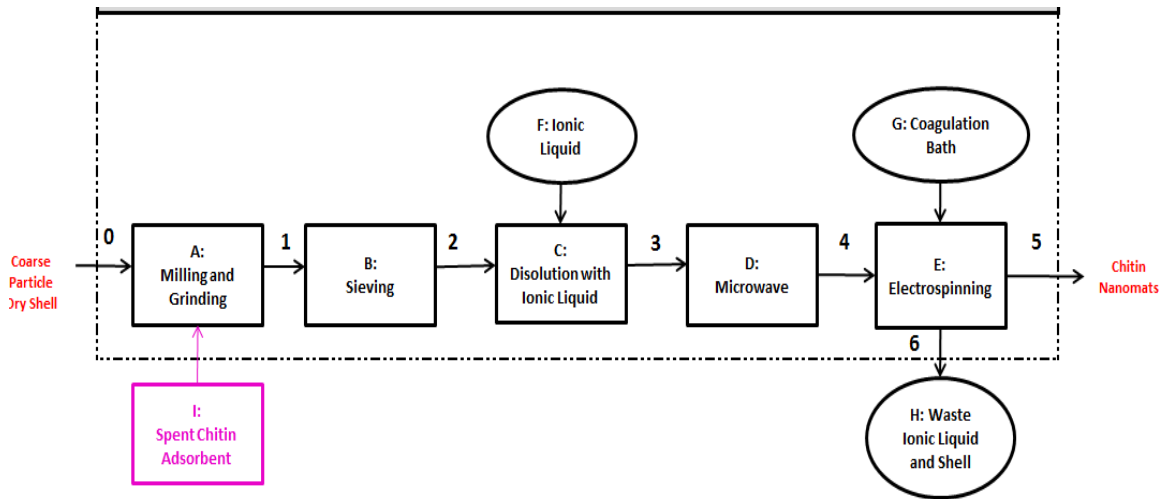 F: Ionic
Liquid
G: Coagulation
Bath
0
1
2
3
4
5
Coarse
Particle
Dry Shell
A:
Milling and
Grinding
B:
Sieving
C:
Disolution with
Ionic Liquid
D:
Microwave
E:
Electrospinning
Chitin
Nanomats
6
I:
Spent Chitin
Adsorbent
H: Waste
Ionic Liquid
and Shell